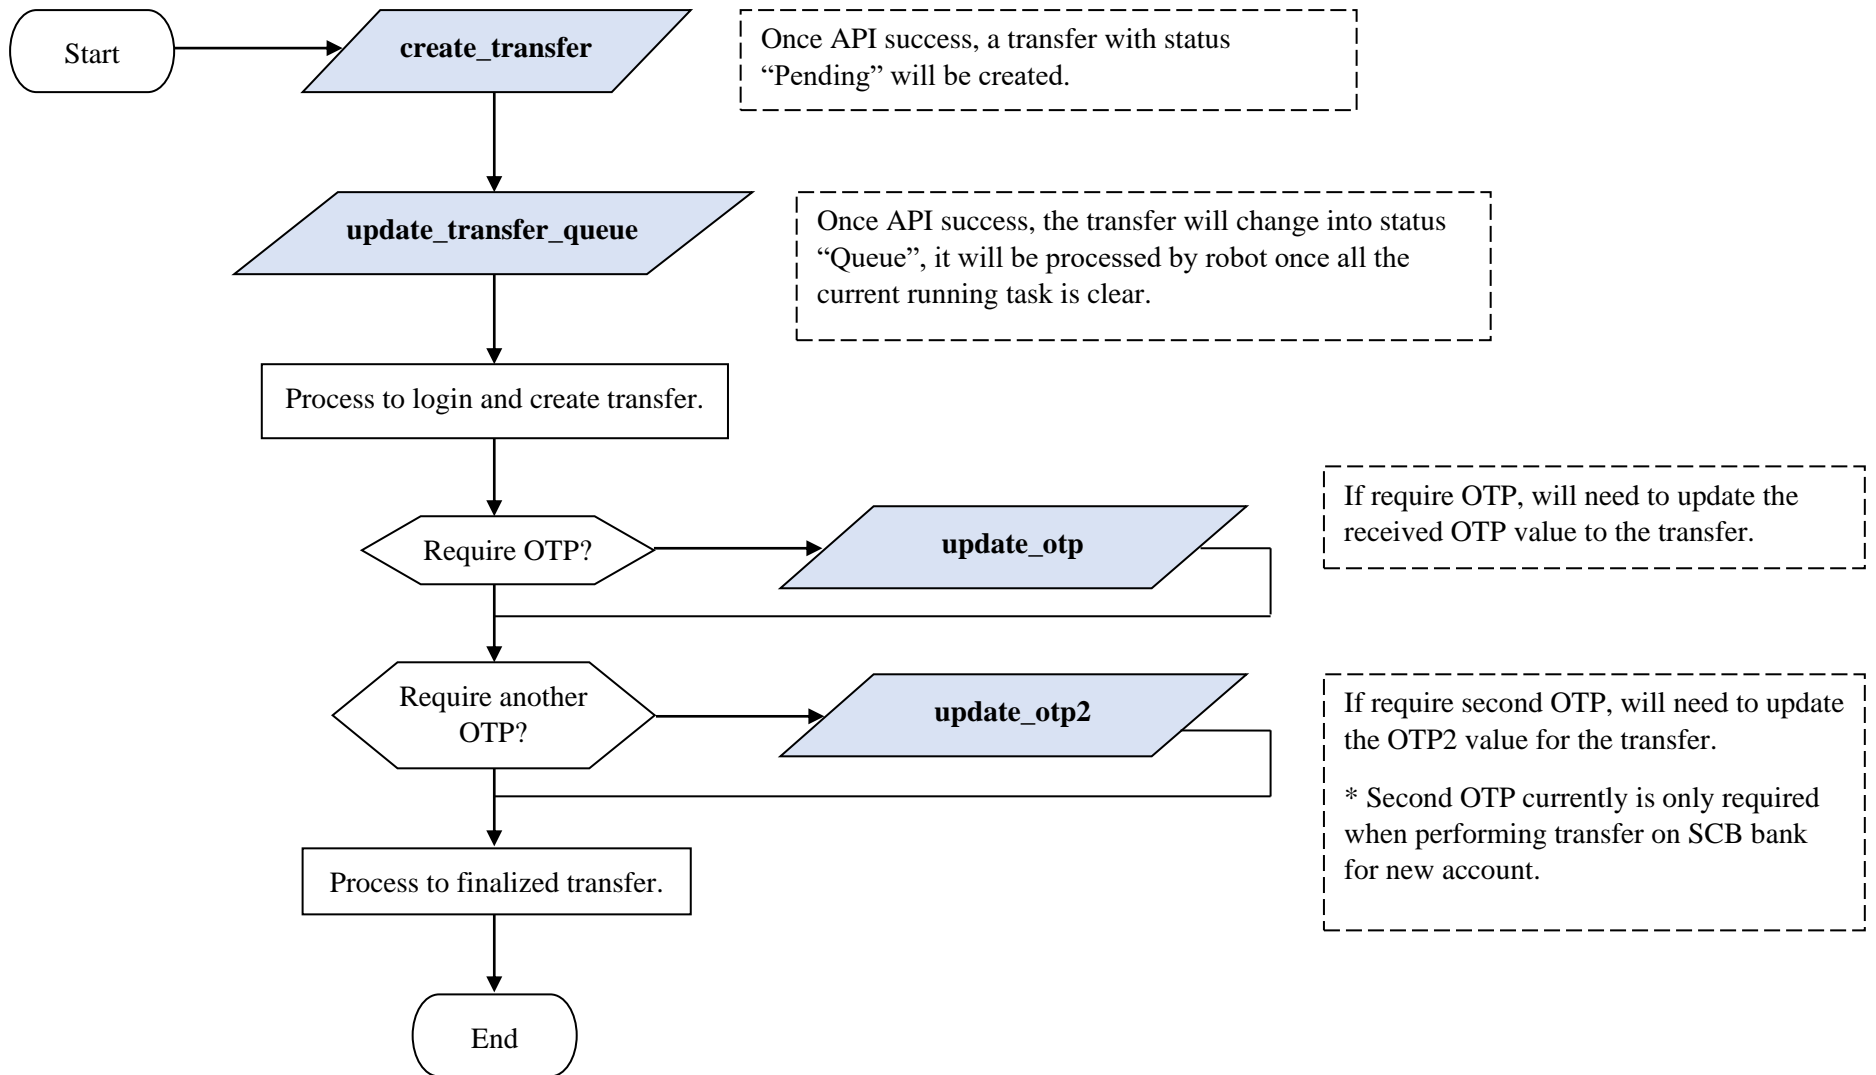 Start
create_transfer
Once API success, a transfer with status
“Pending” will be created.
update_transfer_queue
Once API success, the transfer will change into status
“Queue”, it will be processed by robot once all the
current running task is clear.
Process to login and create transfer.
Require OTP?
update_otp
If require OTP, will need to update the
received OTP value to the transfer.
Require another
OTP?
update_otp2
If require second OTP, will need to update
the OTP2 value for the transfer.
* Second OTP currently is only required
when performing transfer on SCB bank
for new account.
Process to finalized transfer.
End